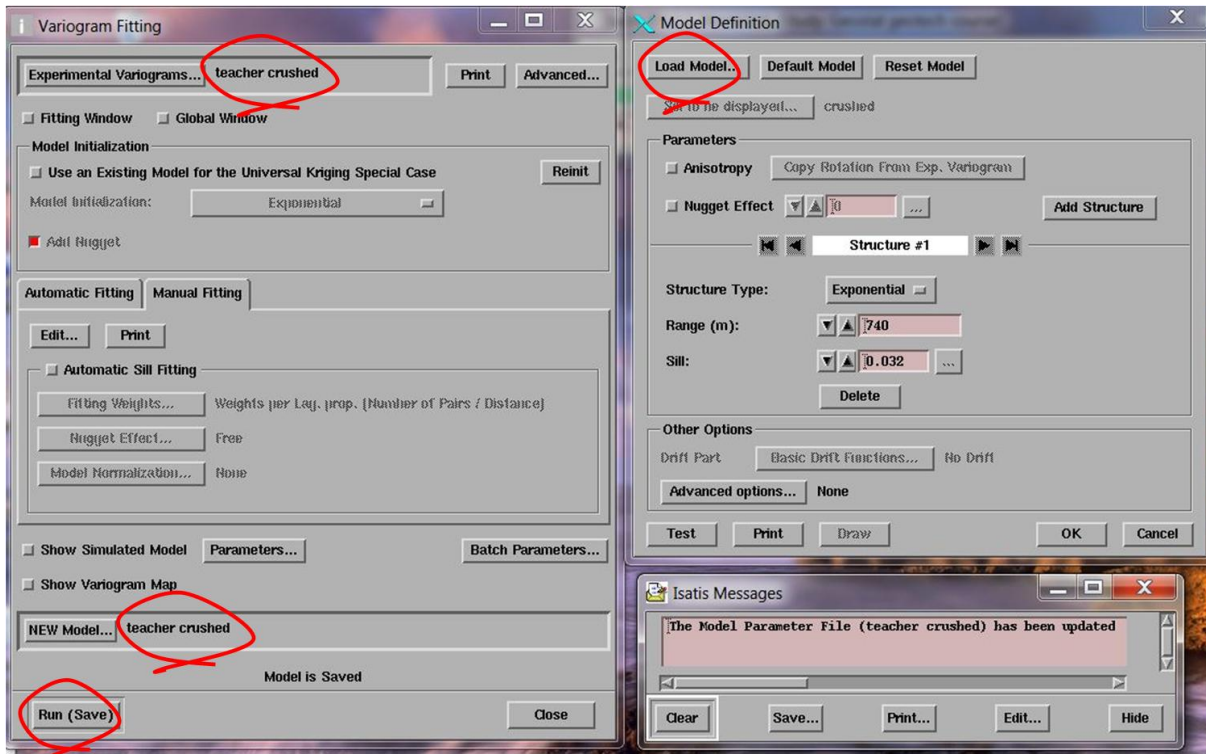 Variogram Fitting
Experimental Variograms... teacher crushed Print Advanced...
Fitting Window Global Window
Model Initialization
Use an Existing Model for the Universal Kriging Special Case Reinit
Model Initialization: Exponential
Add Nugget
Automatic Fitting Manual Fitting
Edit... Print
Automatic Sill Fitting
Fitting Weights... Weights per Lag. prop. (Number of Pairs / Distance)
Nugget Effect... Free
Model Normalization... None
Show Simulated Model Parameters... Batch Parameters...
Show Variogram Map
NEW Model... teacher crushed
Model is Saved
Run (Save) Close
Model Definition
Load Model... Default Model Reset Model
to be displayed... crushed
Parameters
Anisotropy Copy Rotation From Exp. Variogram
Nugget Effect 0 ... Add Structure
Structure #1
Structure Type: Exponential
Range (m): 740
Sill: 0.032 ...
Delete
Other Options
Drift Part Basic Drift Functions... No Drift
Advanced options... None
Test Print Draw OK Cancel
Isatis Messages
The Model Parameter File (teacher crushed) has been updated
Clear Save... Print... Edit... Hide